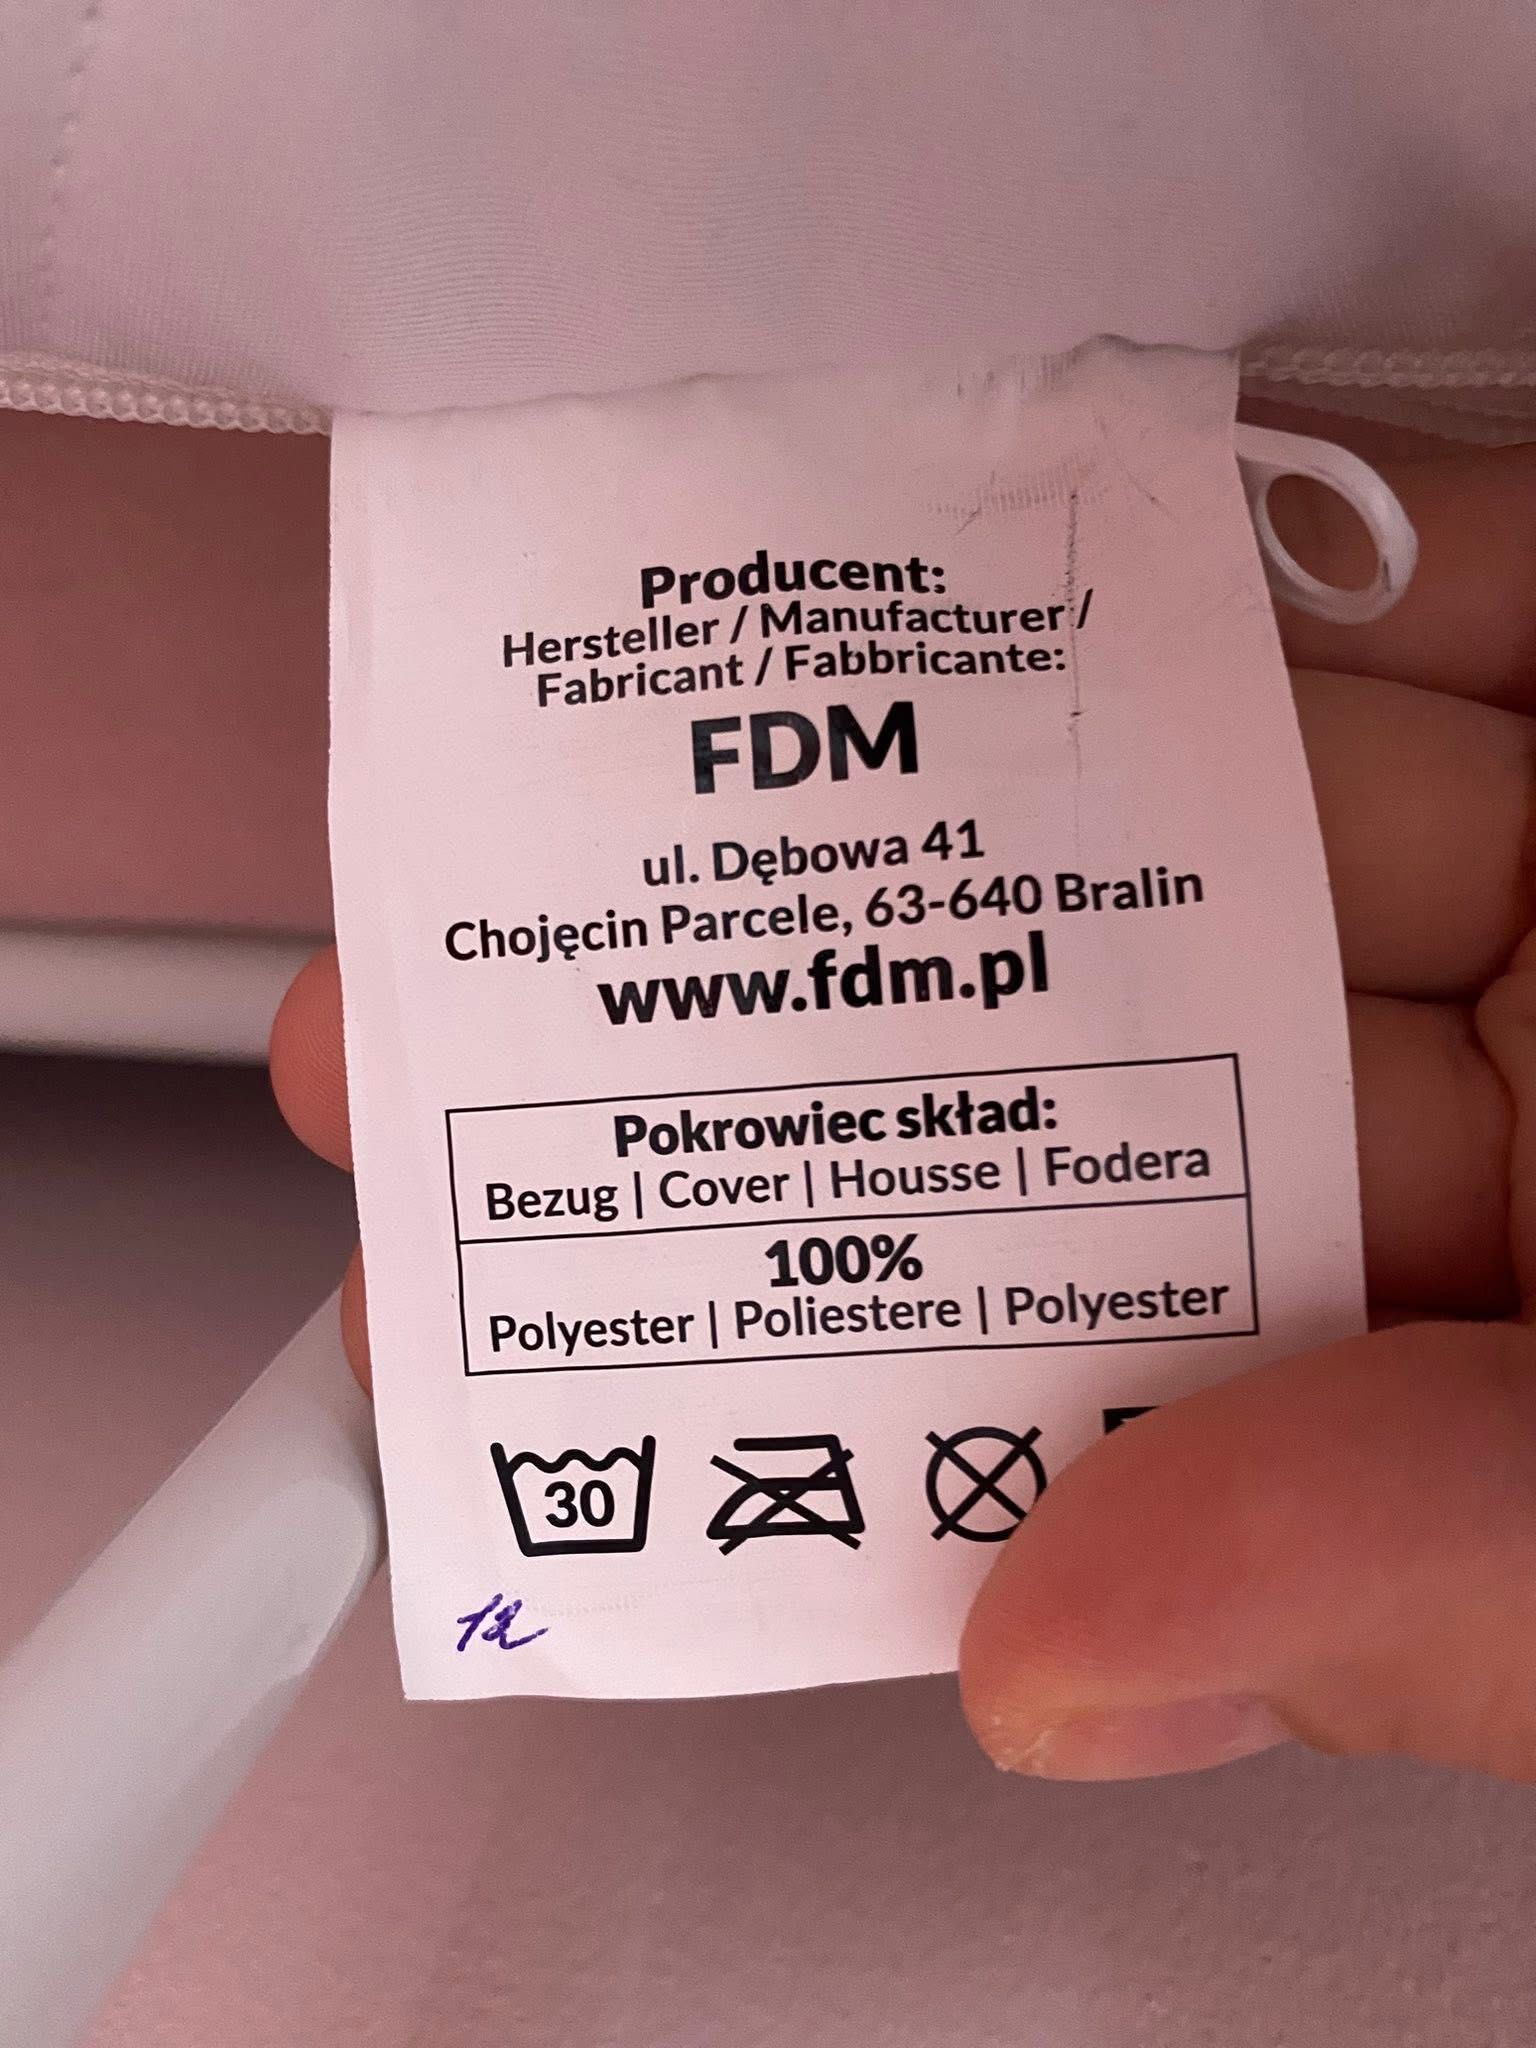 Producent:
Hersteller / Manufacturer /
Fabricant / Fabbricante:
FDM
ul. Dębowa 41
Chojęcin Parcele, 63-640 Bralin
www.fdm.pl
Pokrowiec skład:
Bezug | Cover | Housse | Fodera
100%
Polyester | Poliestere | Polyester
30